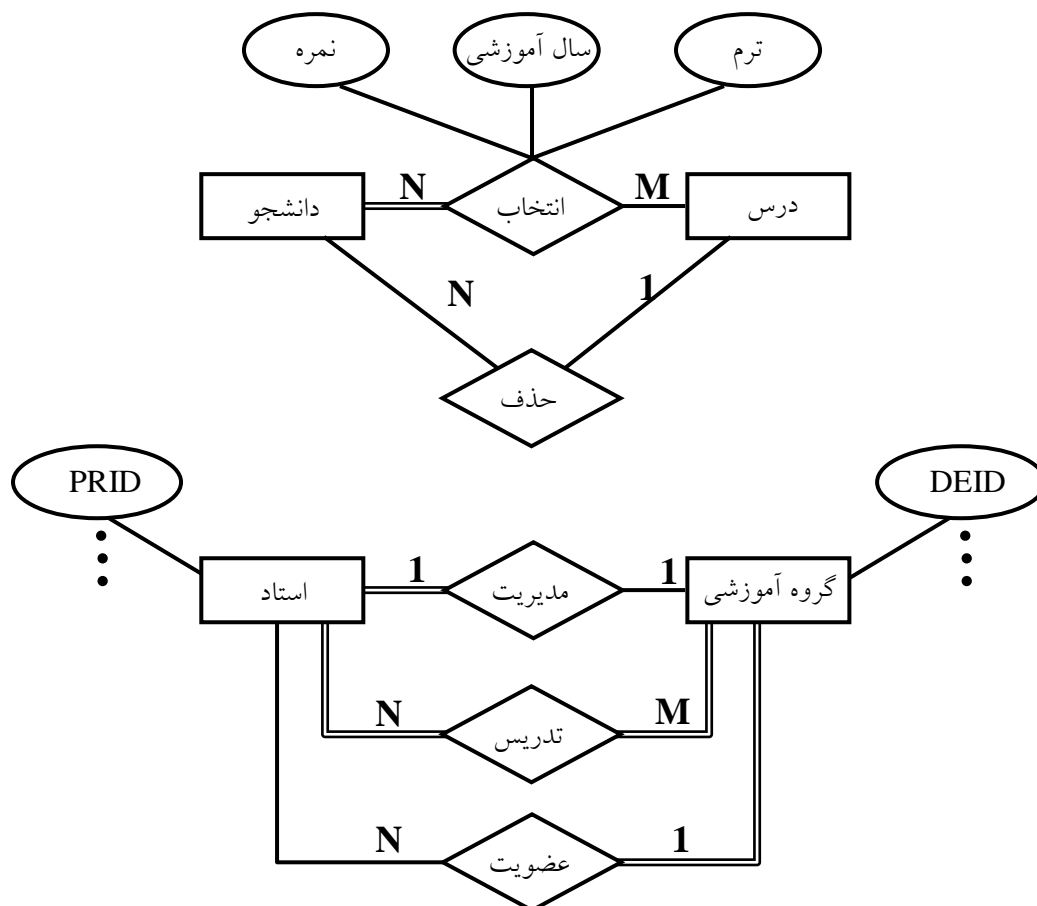 نمره
سال آموزشی
ترم
دانشجو
N
انتخاب
M
درس
N
1
حذف
PRID
DEID
استاد
1
مدیریت
1
گروه آموزشی
N
تدریس
M
N
عضویت
1